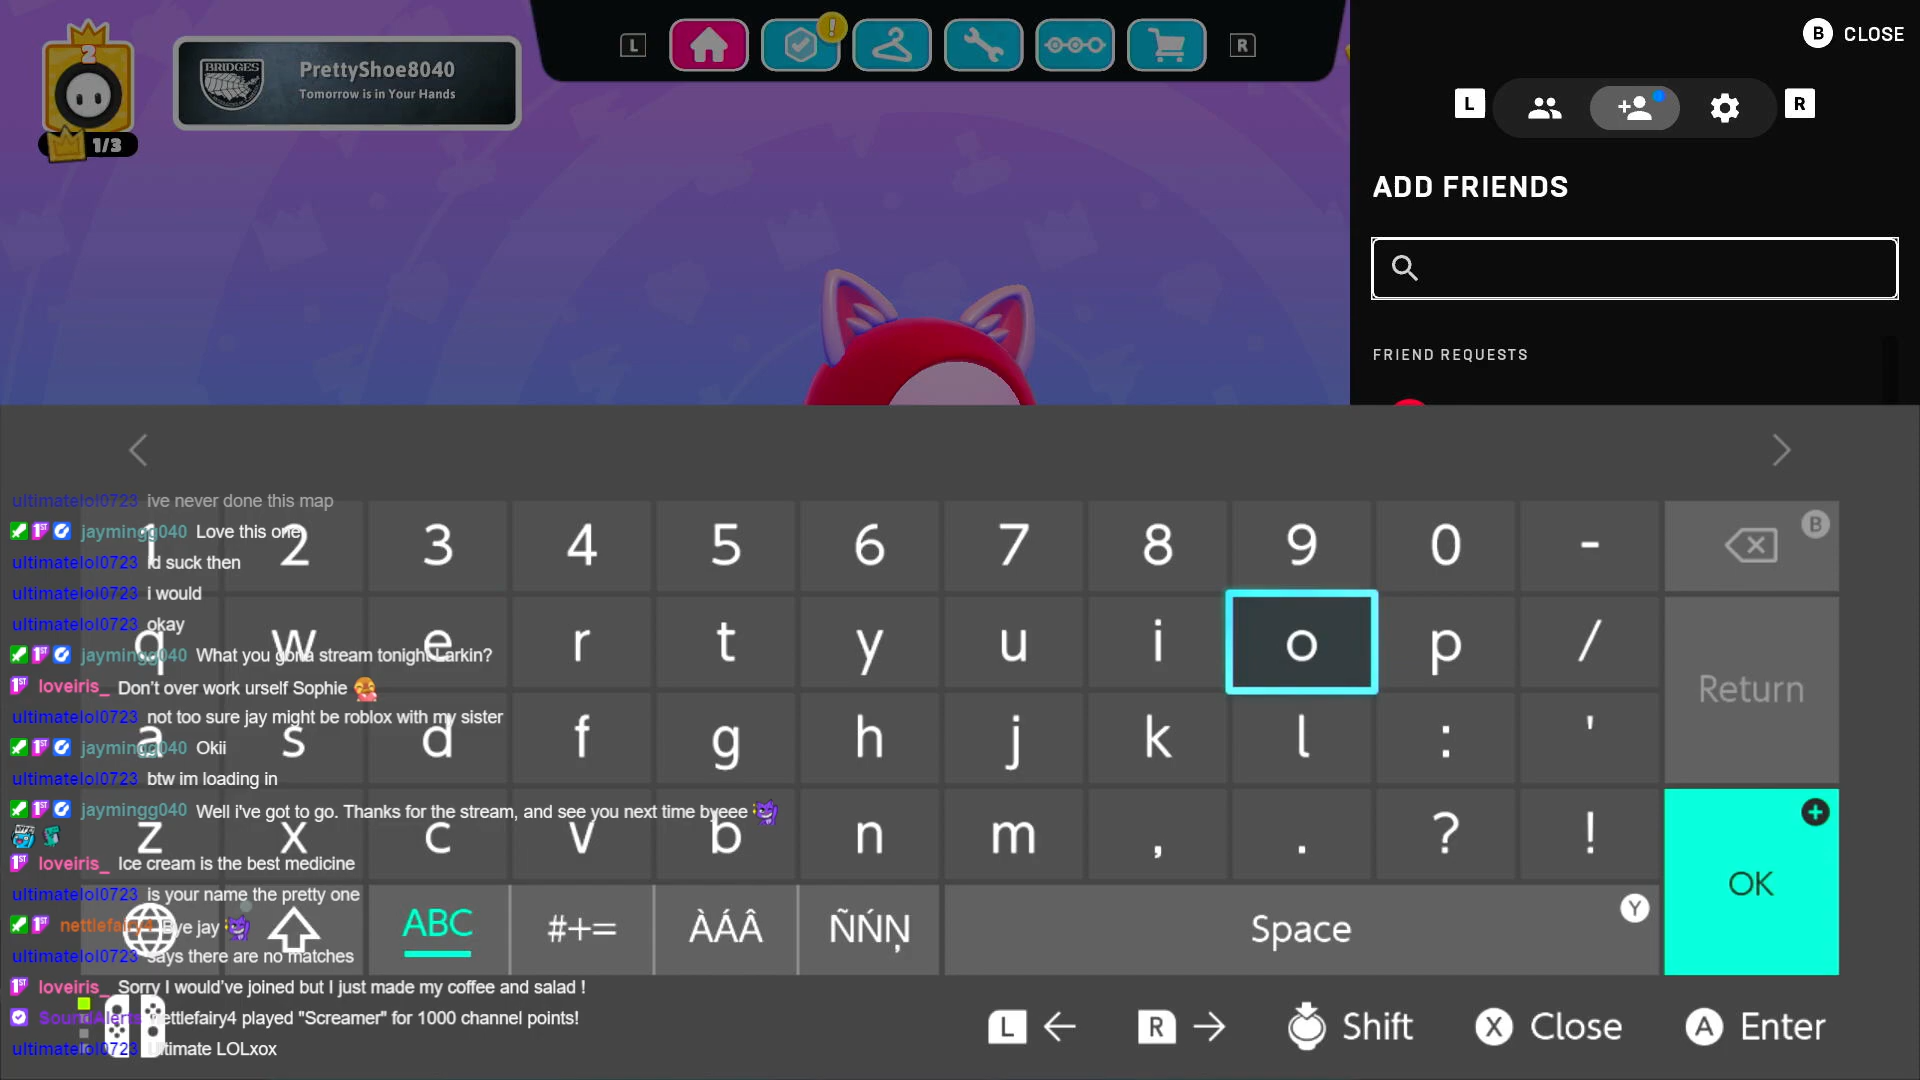 2
1/3
BRIDGES
PrettyShoe8040
Tomorrow is in Your Hands
L
!
R
B CLOSE
L
R
ADD FRIENDS
FRIEND REQUESTS
ultimatelol0723 ive never done this map
jaymingg040 Love this one
ultimatelol0723 id suck then
ultimatelol0723 i would
ultimatelol0723 okay
jaymingg040 What you gona stream tonight Larkin?
loveiris_ Don't over work urself Sophie
ultimatelol0723 not too sure jay might be roblox with my sister
jaymingg040 Okii
ultimatelol0723 btw im loading in
jaymingg040 Well i've got to go. Thanks for the stream, and see you next time byeee
loveiris_ Ice cream is the best medicine
ultimatelol0723 is your name the pretty one
nettlefairy4 Bye jay
ultimatelol0723 says there are no matches
loveiris_ Sorry I would've joined but I just made my coffee and salad !
SoundAlerts nettlefairy4 played "Screamer" for 1000 channel points!
ultimatelol0723 Ultimate LOLxox
1 2 3 4 5 6 7 8 9 0 - B
q w e r t y u i o p / Return
a s d f g h j k l : '
z x c v b n m , . ? ! + OK
ABC #+= ÀÁÂ ÑŃŅ Space Y
L ← R → Shift X Close A Enter